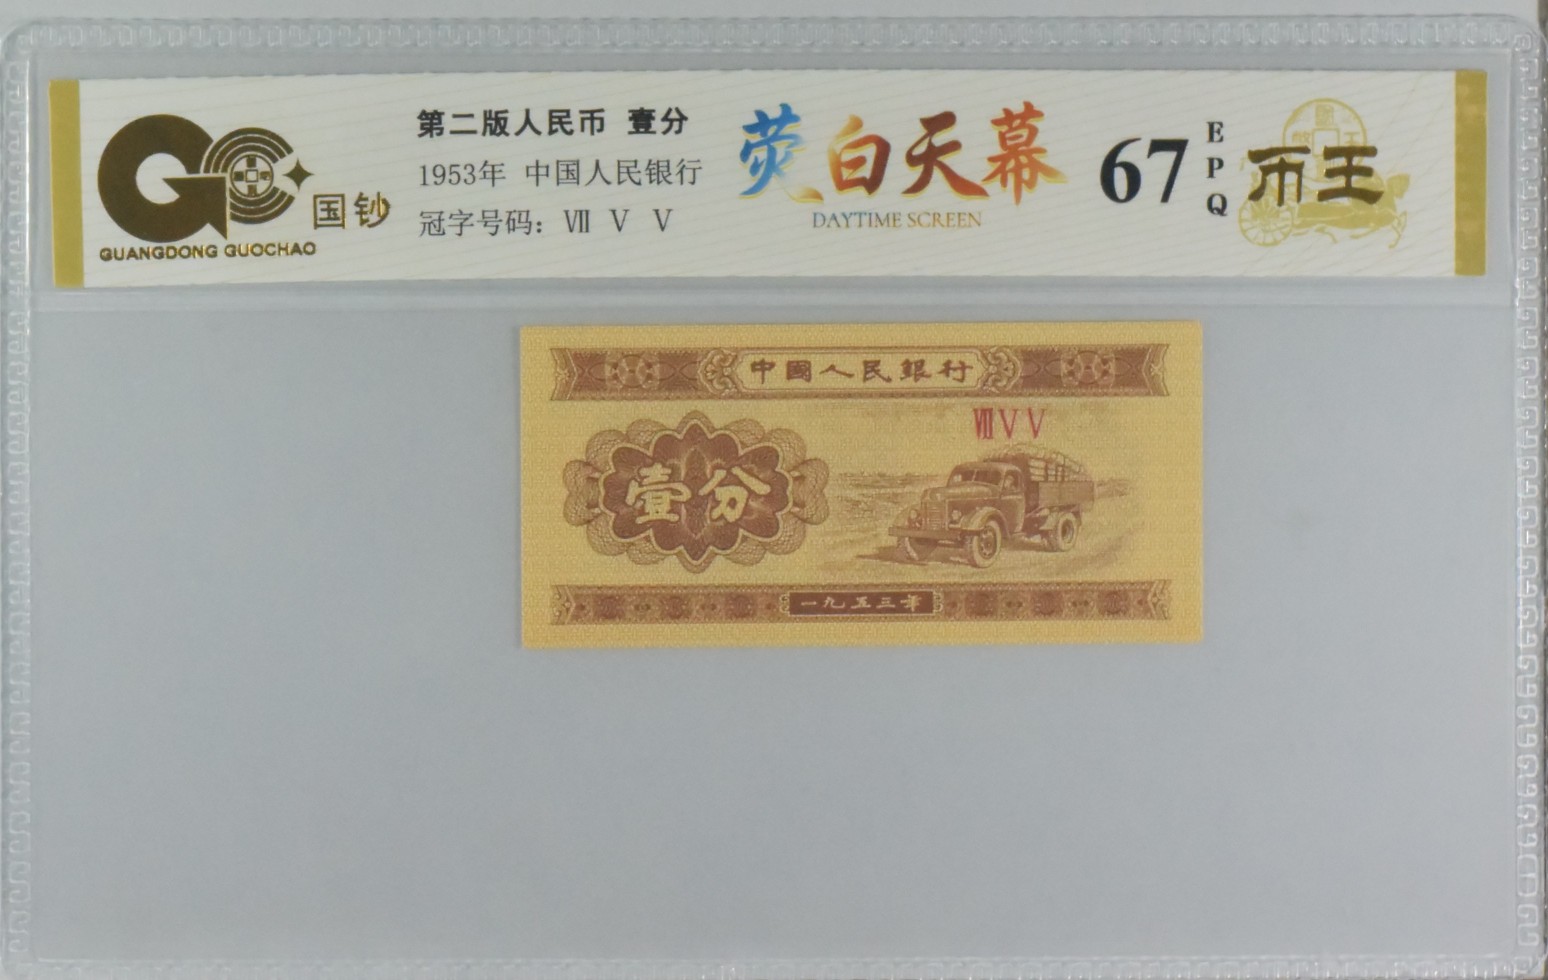 国钞
GUANGDONG GUOCHAO
第二版人民币 壹分
1953年 中国人民银行
冠字号码：Ⅶ Ⅴ Ⅴ
荧白天幕
DAYTIME SCREEN
67
EPQ
币王
中國人民銀行
ⅦⅤⅤ
壹分
一九五三年